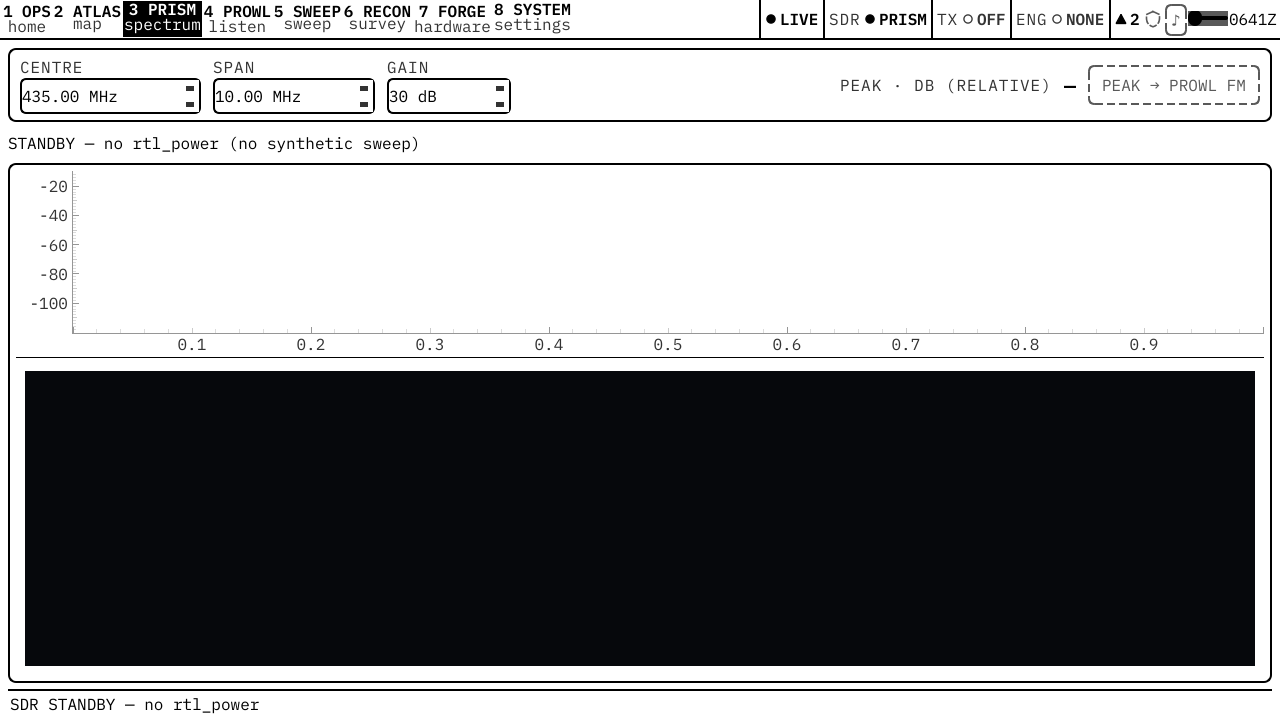 1 OPS 2 ATLAS 3 PRISM 4 PROWL 5 SWEEP 6 RECON 7 FORGE 8 SYSTEM
home map spectrum listen sweep survey hardware settings
● LIVE SDR ● PRISM TX ○ OFF ENG ○ NONE ▲ 2 ♪ 0641Z
CENTRE SPAN GAIN
435.00 MHz 10.00 MHz 30 dB
PEAK · DB (RELATIVE) — PEAK → PROWL FM
STANDBY — no rtl_power (no synthetic sweep)
-20
-40
-60
-80
-100
0.1 0.2 0.3 0.4 0.5 0.6 0.7 0.8 0.9
SDR STANDBY — no rtl_power